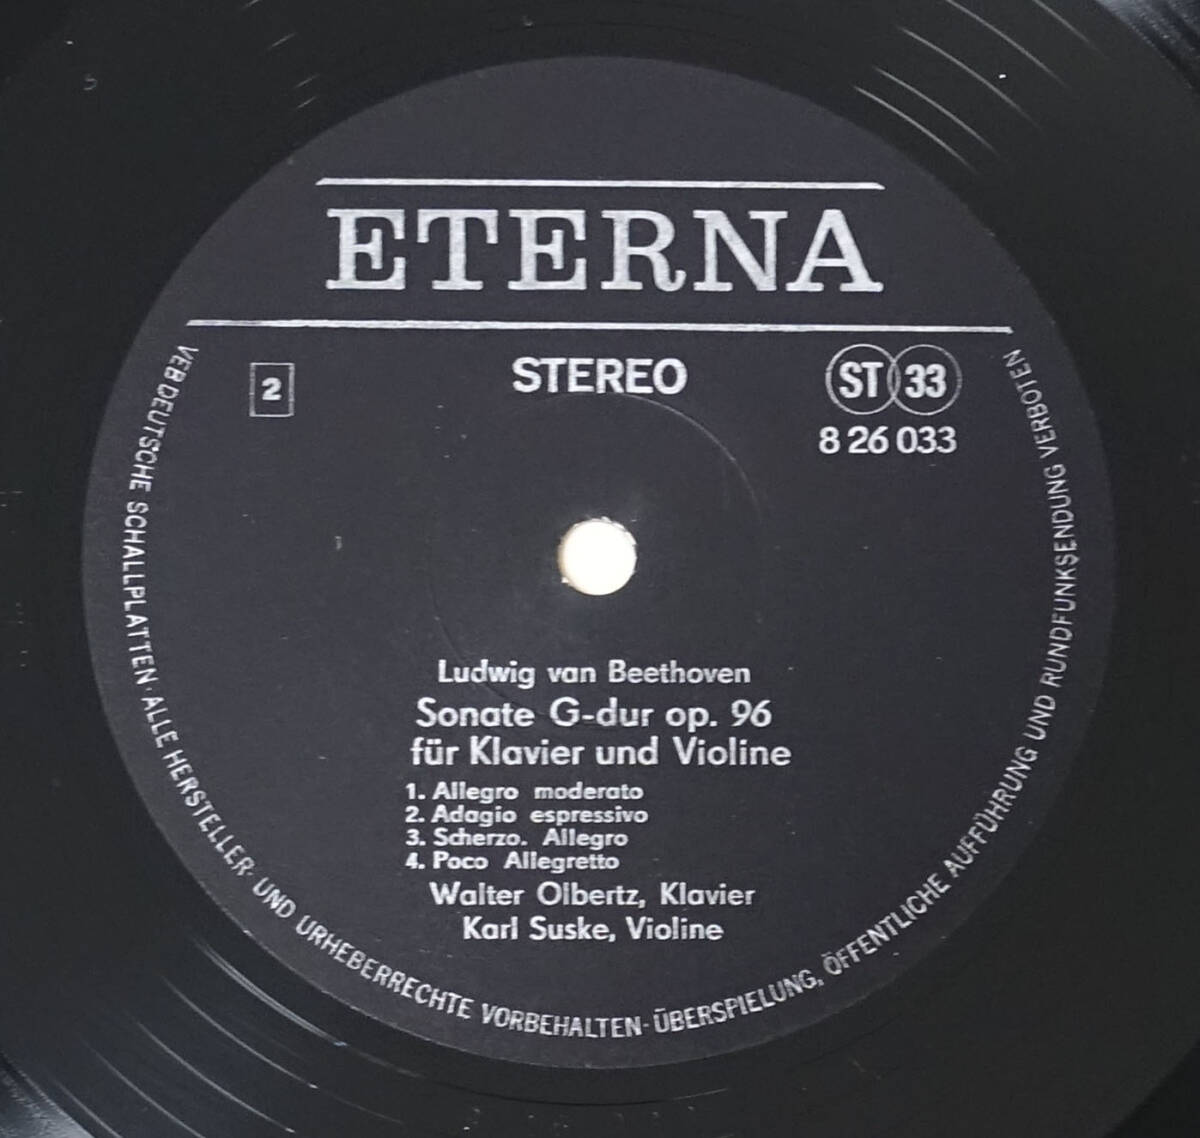 ETERNA
2
STEREO
ST 33
8 26 033
Ludwig van Beethoven
Sonate G-dur op. 96
für Klavier und Violine
1. Allegro moderato
2. Adagio espressivo
3. Scherzo. Allegro
4. Poco Allegretto
Walter Olbertz, Klavier
Karl Suske, Violine
VEB DEUTSCHE SCHALLPLATTEN · ALLE HERSTELLER- UND URHEBERRECHTE VORBEHALTEN · ÜBERSPIELUNG, ÖFFENTLICHE AUFFÜHRUNG UND RUNDFUNKSENDUNG VERBOTEN